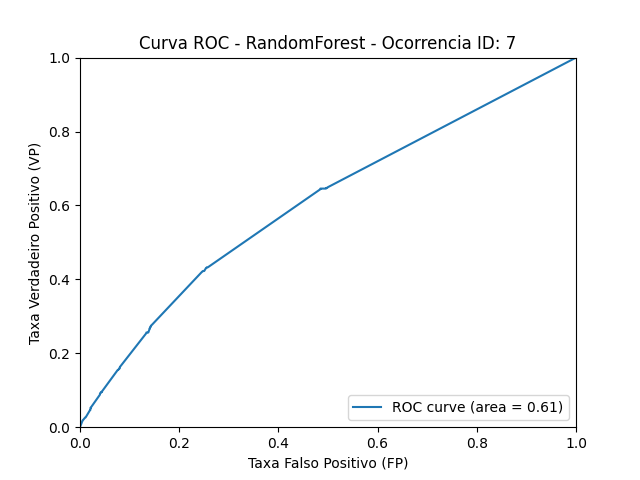 Curva ROC - RandomForest - Ocorrencia ID: 7
1.0
0.8
0.6
0.4
0.2
0.0
Taxa Verdadeiro Positivo (VP)
ROC curve (area = 0.61)
0.0 0.2 0.4 0.6 0.8 1.0
Taxa Falso Positivo (FP)